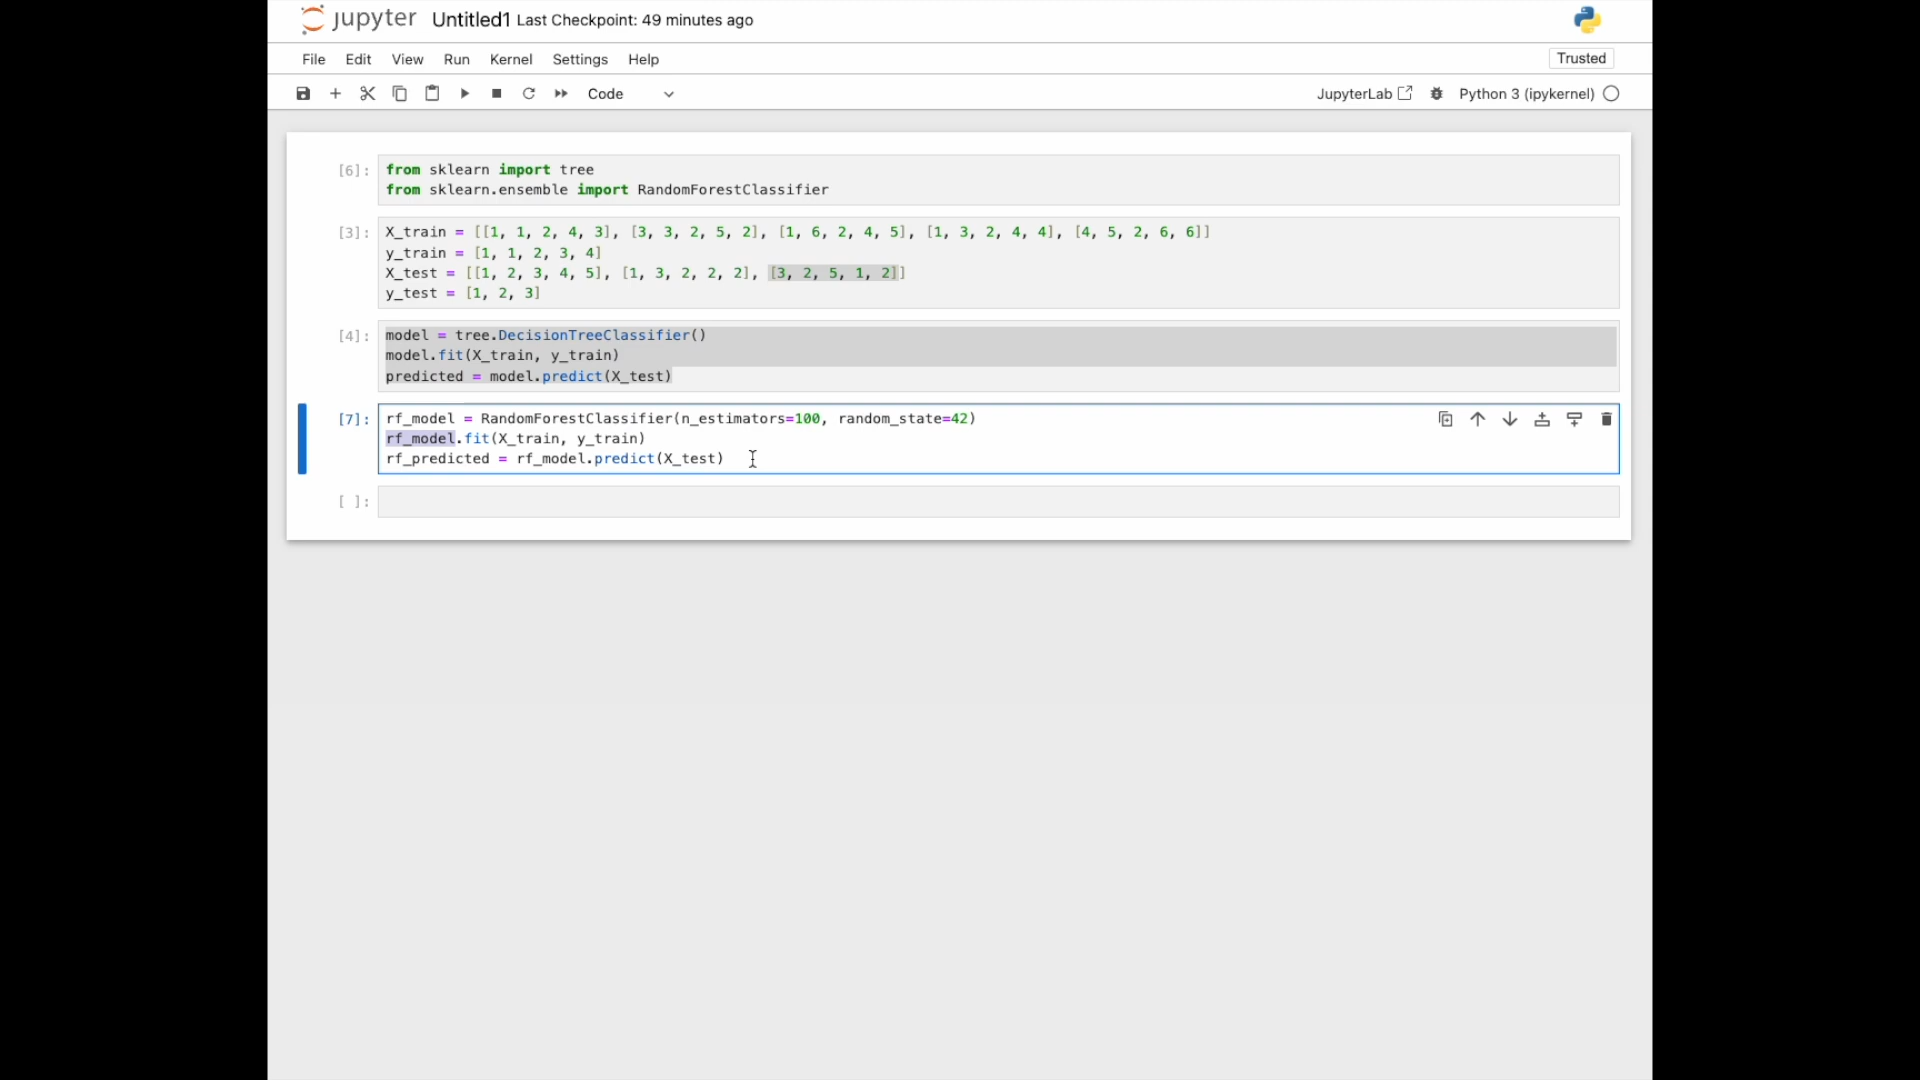 jupyter Untitled1 Last Checkpoint: 49 minutes ago
File Edit View Run Kernel Settings Help Trusted
Code JupyterLab Python 3 (ipykernel)
[6]: from sklearn import tree
from sklearn.ensemble import RandomForestClassifier
[3]: X_train = [[1, 1, 2, 4, 3], [3, 3, 2, 5, 2], [1, 6, 2, 4, 5], [1, 3, 2, 4, 4], [4, 5, 2, 6, 6]]
y_train = [1, 1, 2, 3, 4]
X_test = [[1, 2, 3, 4, 5], [1, 3, 2, 2, 2], [3, 2, 5, 1, 2]]
y_test = [1, 2, 3]
[4]: model = tree.DecisionTreeClassifier()
model.fit(X_train, y_train)
predicted = model.predict(X_test)
[7]: rf_model = RandomForestClassifier(n_estimators=100, random_state=42)
rf_model.fit(X_train, y_train)
rf_predicted = rf_model.predict(X_test)
[ ]: